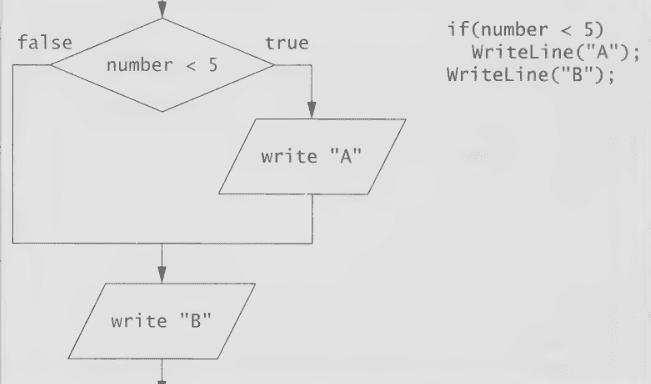 false
true
number < 5
write "A"
write "B"
if(number < 5)
  WriteLine("A");
WriteLine("B");